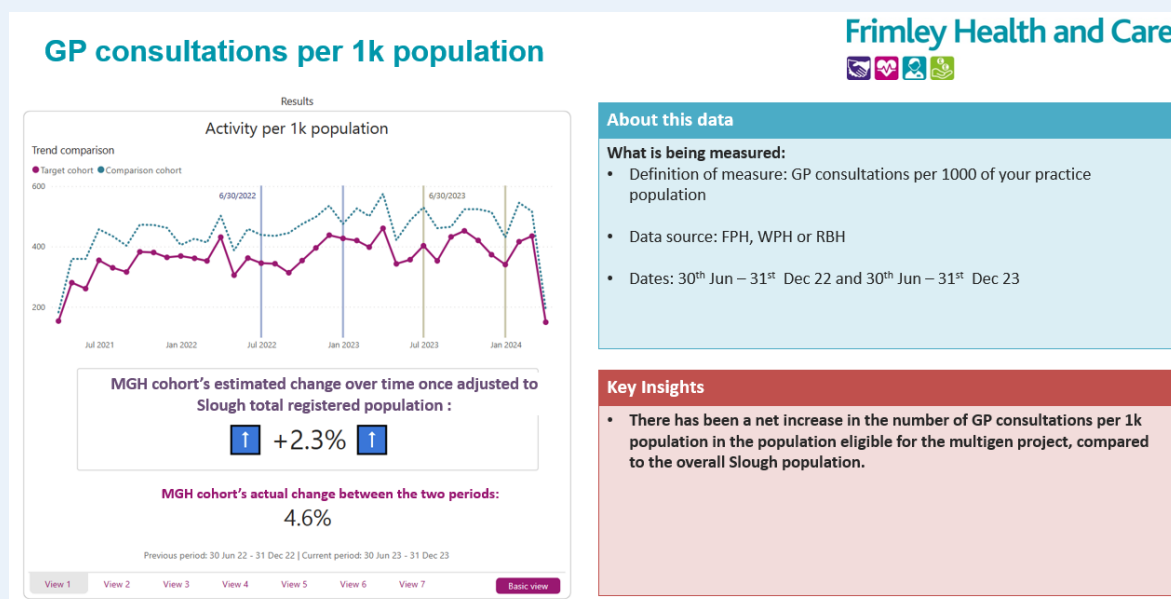 GP consultations per 1k population
Frimley Health and Care
Results
Activity per 1k population
Trend comparison
Target cohort Comparison cohort
600
400
200
6/30/2022
6/30/2023
Jul 2021
Jan 2022
Jul 2022
Jan 2023
Jul 2023
Jan 2024
MGH cohort's estimated change over time once adjusted to
Slough total registered population :
↑ +2.3% ↑
MGH cohort's actual change between the two periods:
4.6%
Previous period: 30 Jun 22 - 31 Dec 22 | Current period: 30 Jun 23 - 31 Dec 23
View 1
View 2
View 3
View 4
View 5
View 6
View 7
Basic view
About this data
What is being measured:
• Definition of measure: GP consultations per 1000 of your practice
population
• Data source: FPH, WPH or RBH
• Dates: 30th Jun – 31st Dec 22 and 30th Jun – 31st Dec 23
Key Insights
• There has been a net increase in the number of GP consultations per 1k
population in the population eligible for the multigen project, compared
to the overall Slough population.